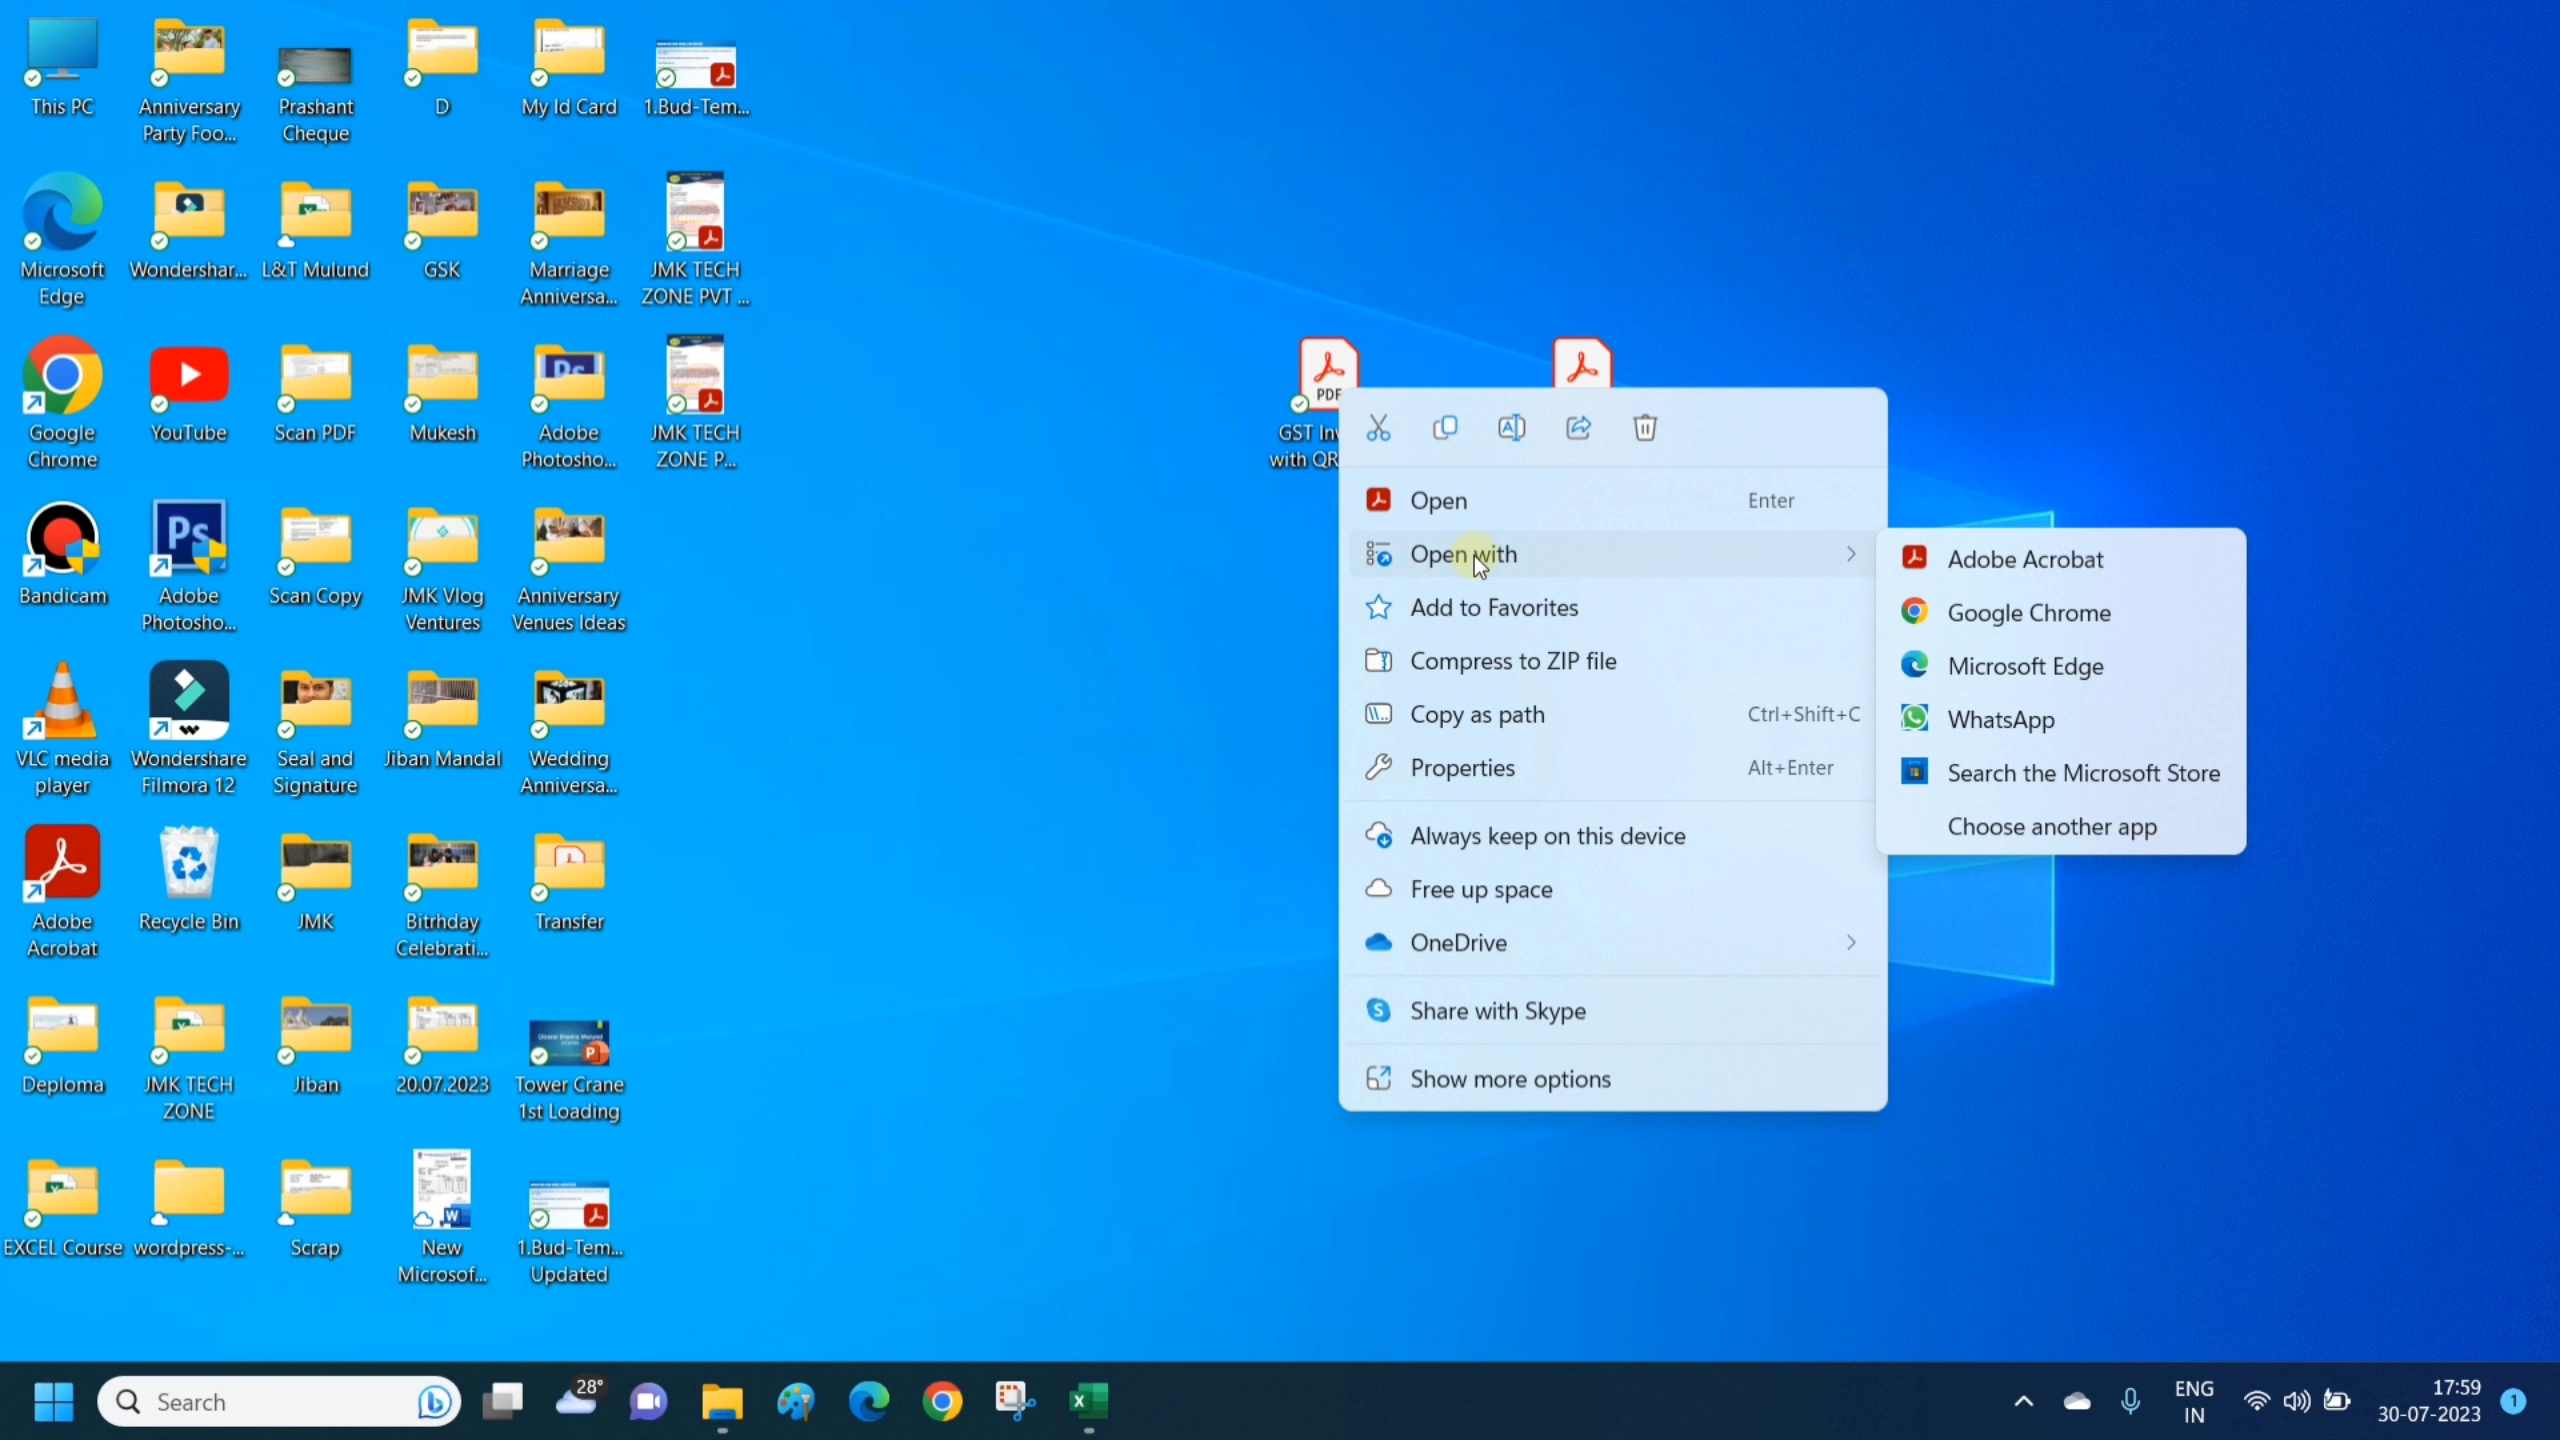 This PC
Anniversary
Party Foo...
Prashant
Cheque
D
My Id Card
1.Bud-Tem...
Microsoft
Edge
Wondershar...
L&T Mulund
GSK
Marriage
Anniversa...
JMK TECH
ZONE PVT ...
Google
Chrome
YouTube
Scan PDF
Mukesh
Adobe
Photosho...
JMK TECH
ZONE P...
Bandicam
Adobe
Photosho...
Scan Copy
JMK Vlog
Ventures
Anniversary
Venues Ideas
VLC media
player
Wondershare
Filmora 12
Seal and
Signature
Jiban Mandal
Wedding
Anniversa...
Adobe
Acrobat
Recycle Bin
JMK
Bitrhday
Celebrati...
Transfer
Deploma
JMK TECH
ZONE
Jiban
20.07.2023
Tower Crane
1st Loading
EXCEL Course
wordpress-...
Scrap
New
Microsof...
1.Bud-Tem...
Updated
PDF
GST
with QR
Open Enter
Open with
Add to Favorites
Compress to ZIP file
Copy as path Ctrl+Shift+C
Properties Alt+Enter
Always keep on this device
Free up space
OneDrive
Share with Skype
Show more options
Adobe Acrobat
Google Chrome
Microsoft Edge
WhatsApp
Search the Microsoft Store
Choose another app
Search
28°
ENG
IN
17:59
30-07-2023
1